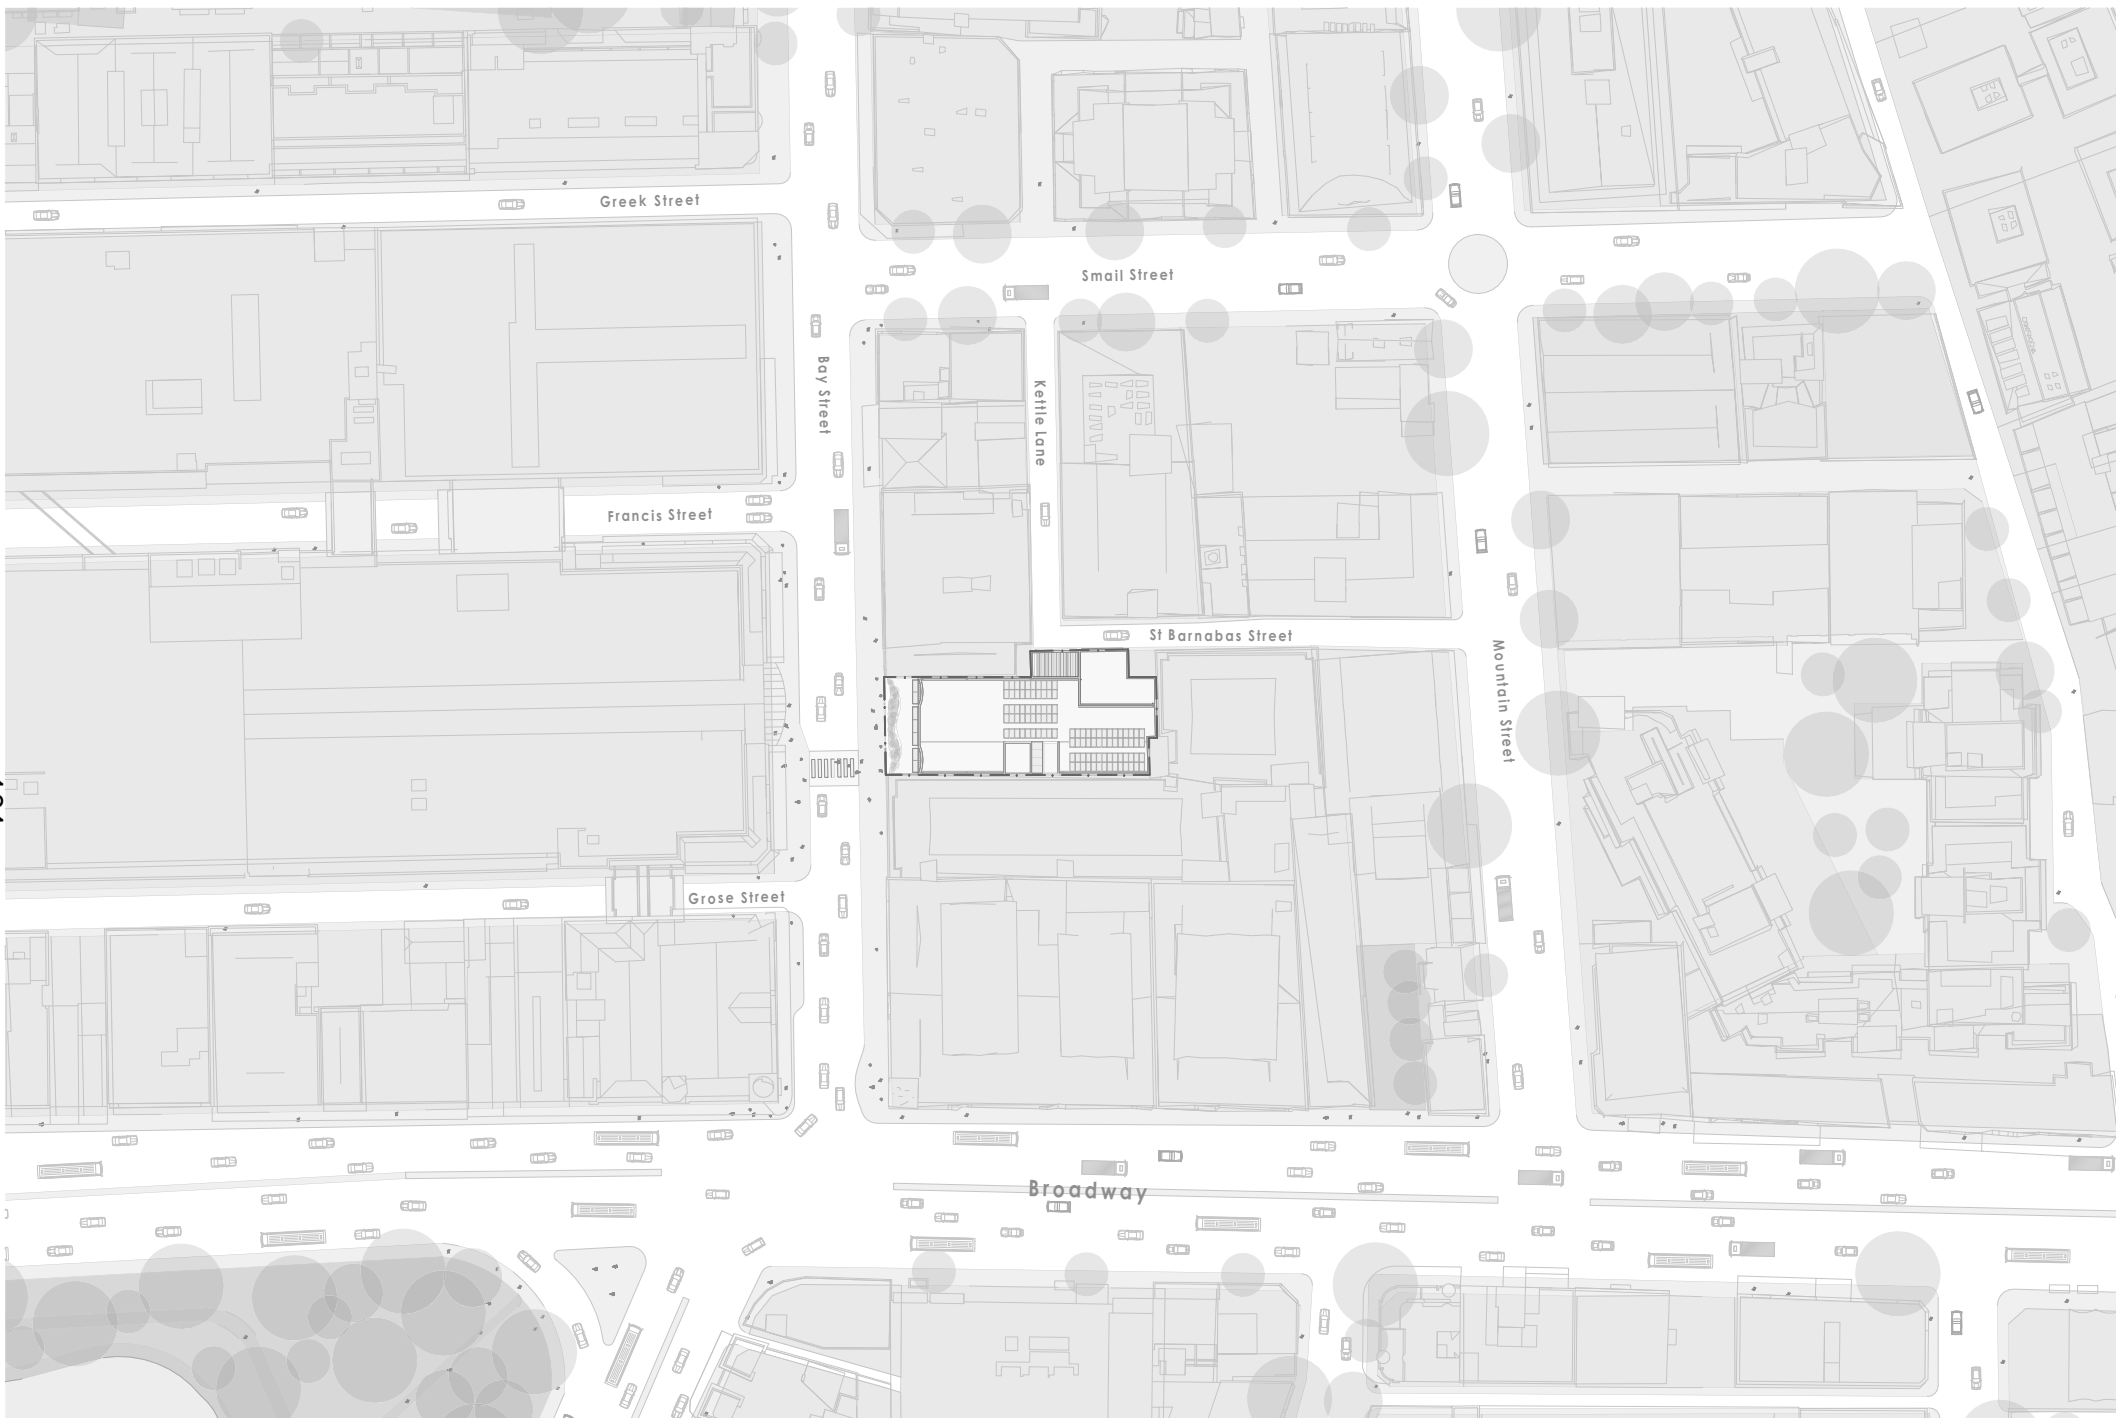 Greek Street
Smail Street
Bay Street
Kettle Lane
Francis Street
St Barnabas Street
Mountain Street
Grose Street
Broadway